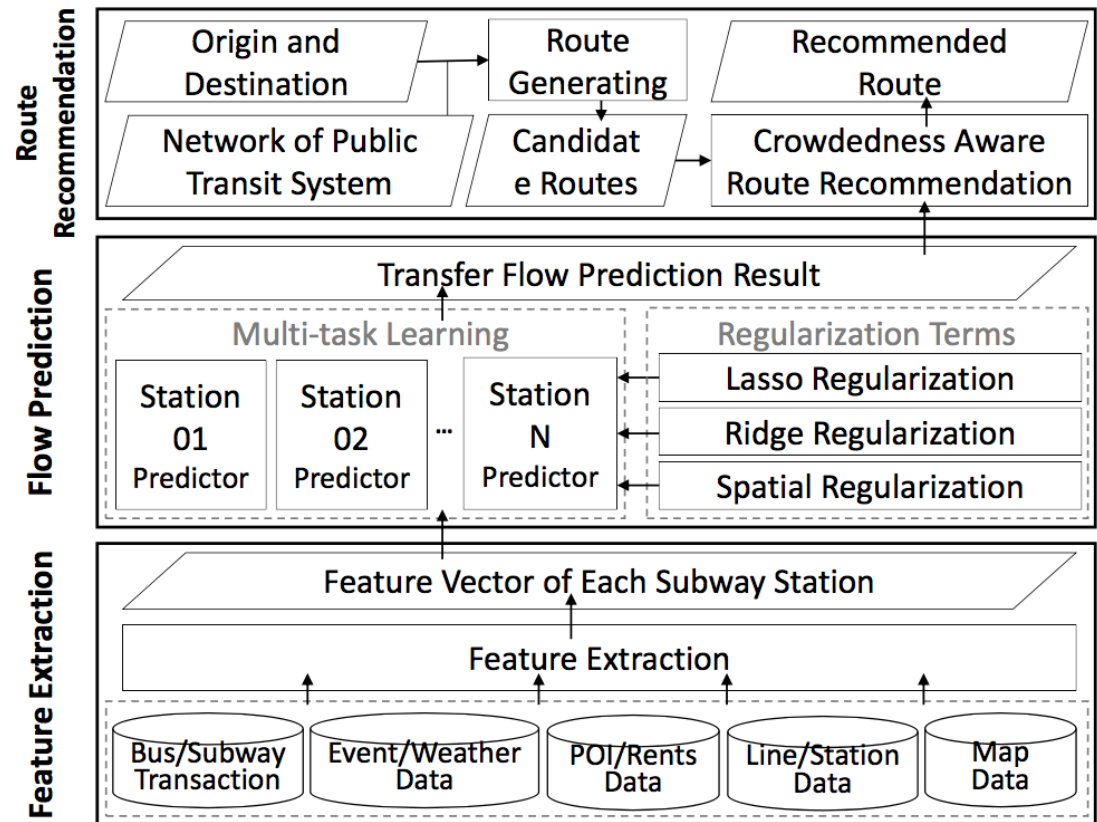 Route
Recommendation
Origin and
Destination
Route
Generating
Recommended
Route
Network of Public
Transit System
Candidat
e Routes
Crowdedness Aware
Route Recommendation
Flow Prediction
Transfer Flow Prediction Result
Multi-task Learning
Regularization Terms
Station
01
Predictor
Station
02
Predictor
...
Station
N
Predictor
Lasso Regularization
Ridge Regularization
Spatial Regularization
Feature Extraction
Feature Vector of Each Subway Station
Feature Extraction
Bus/Subway
Transaction
Event/Weather
Data
POI/Rents
Data
Line/Station
Data
Map
Data